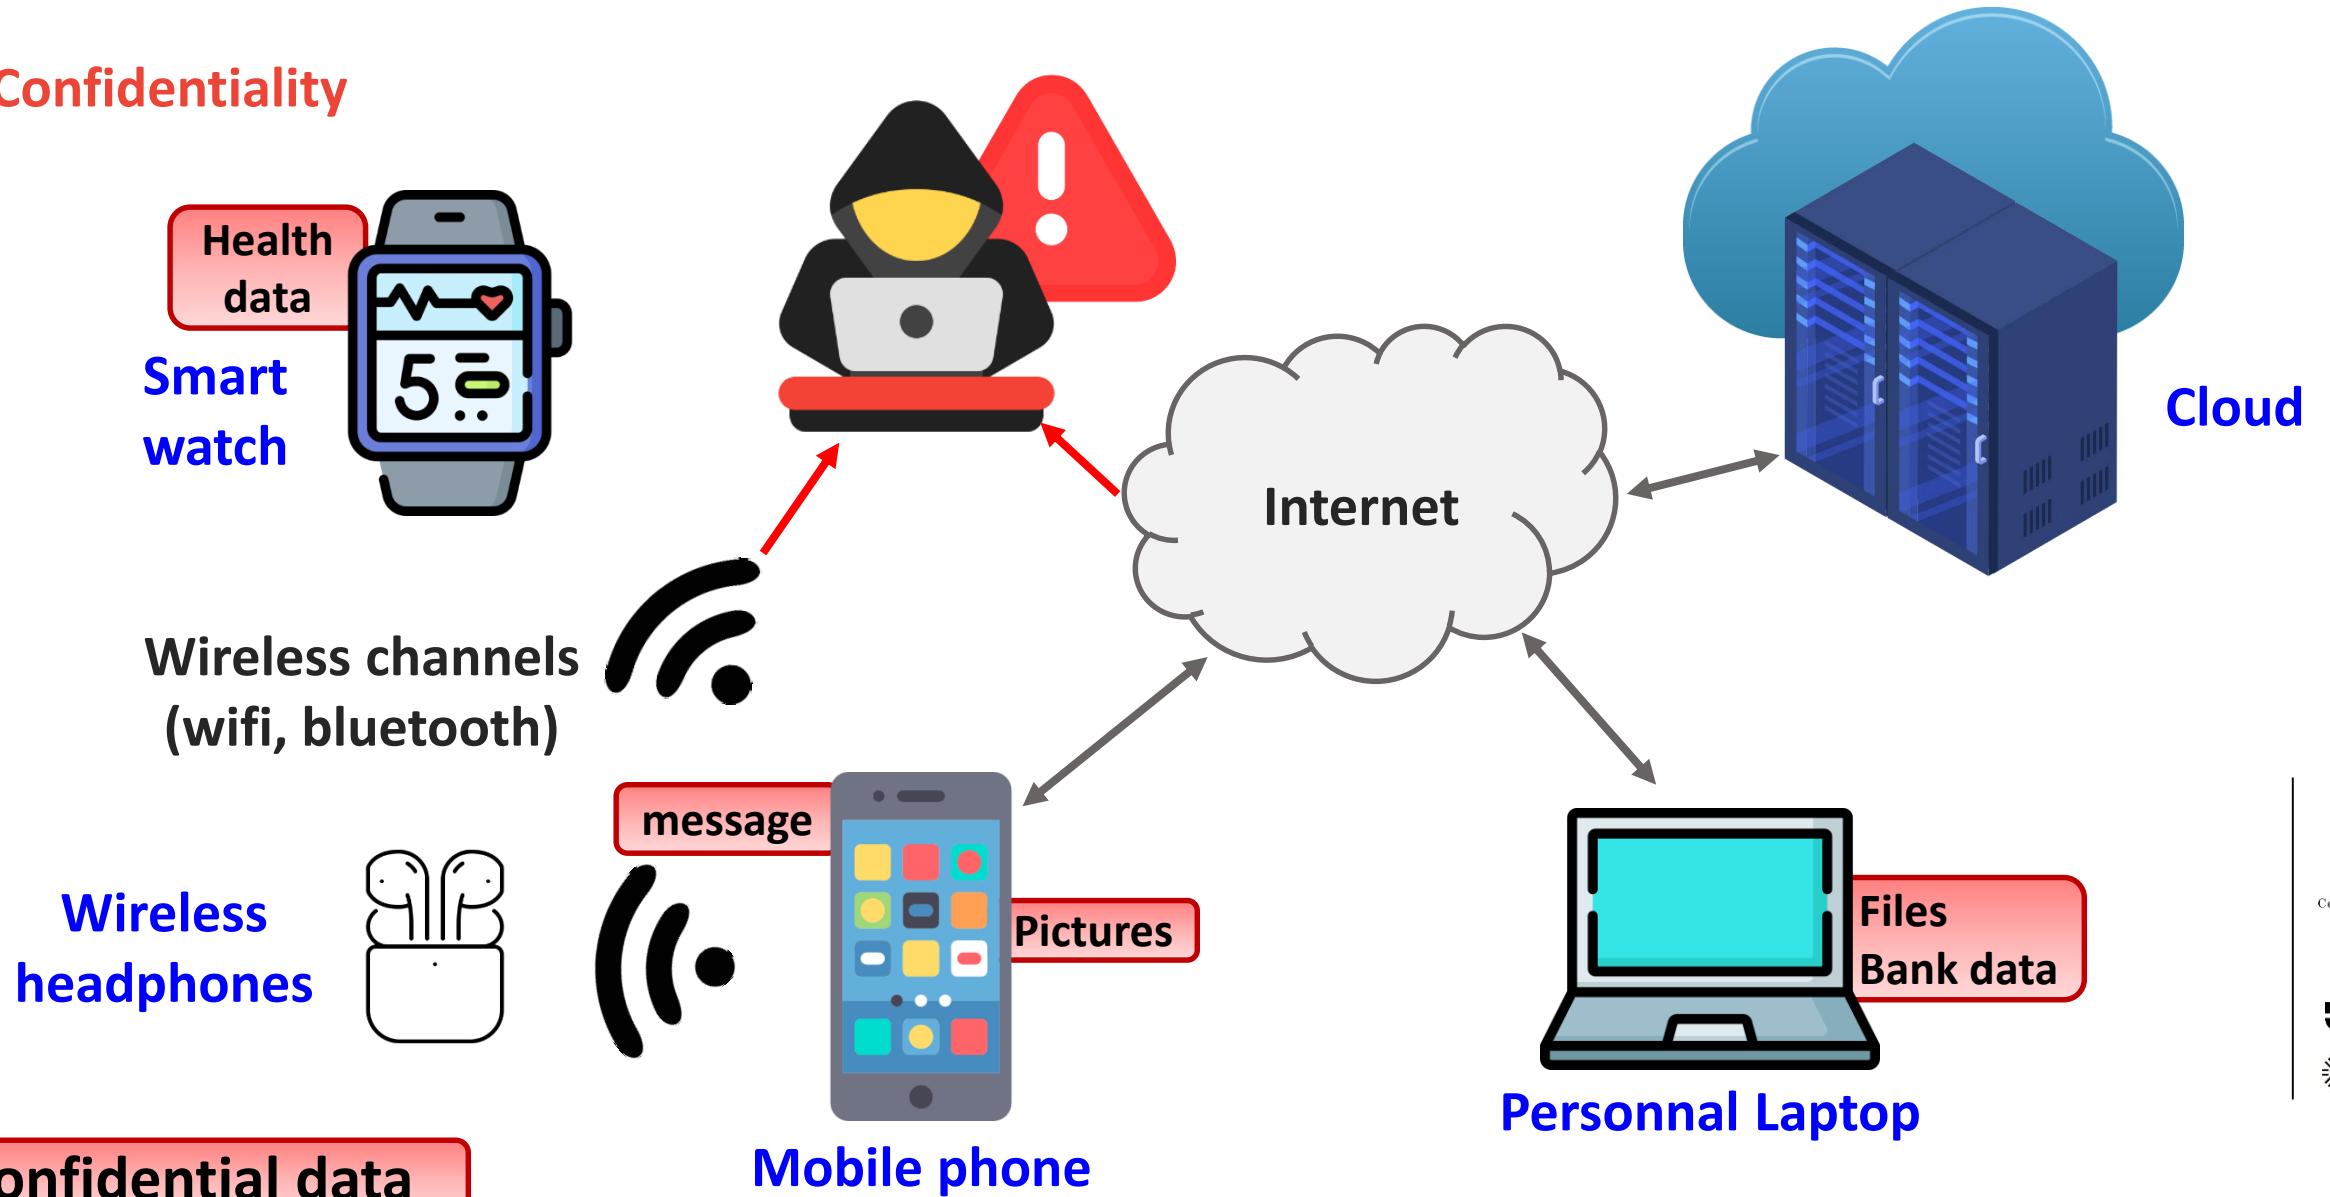 Confidentiality
Health
data
Smart
watch
Cloud
Internet
Wireless channels
(wifi, bluetooth)
message
Pictures
Wireless
headphones
Files
Bank data
Personnal Laptop
Mobile phone
onfidential data